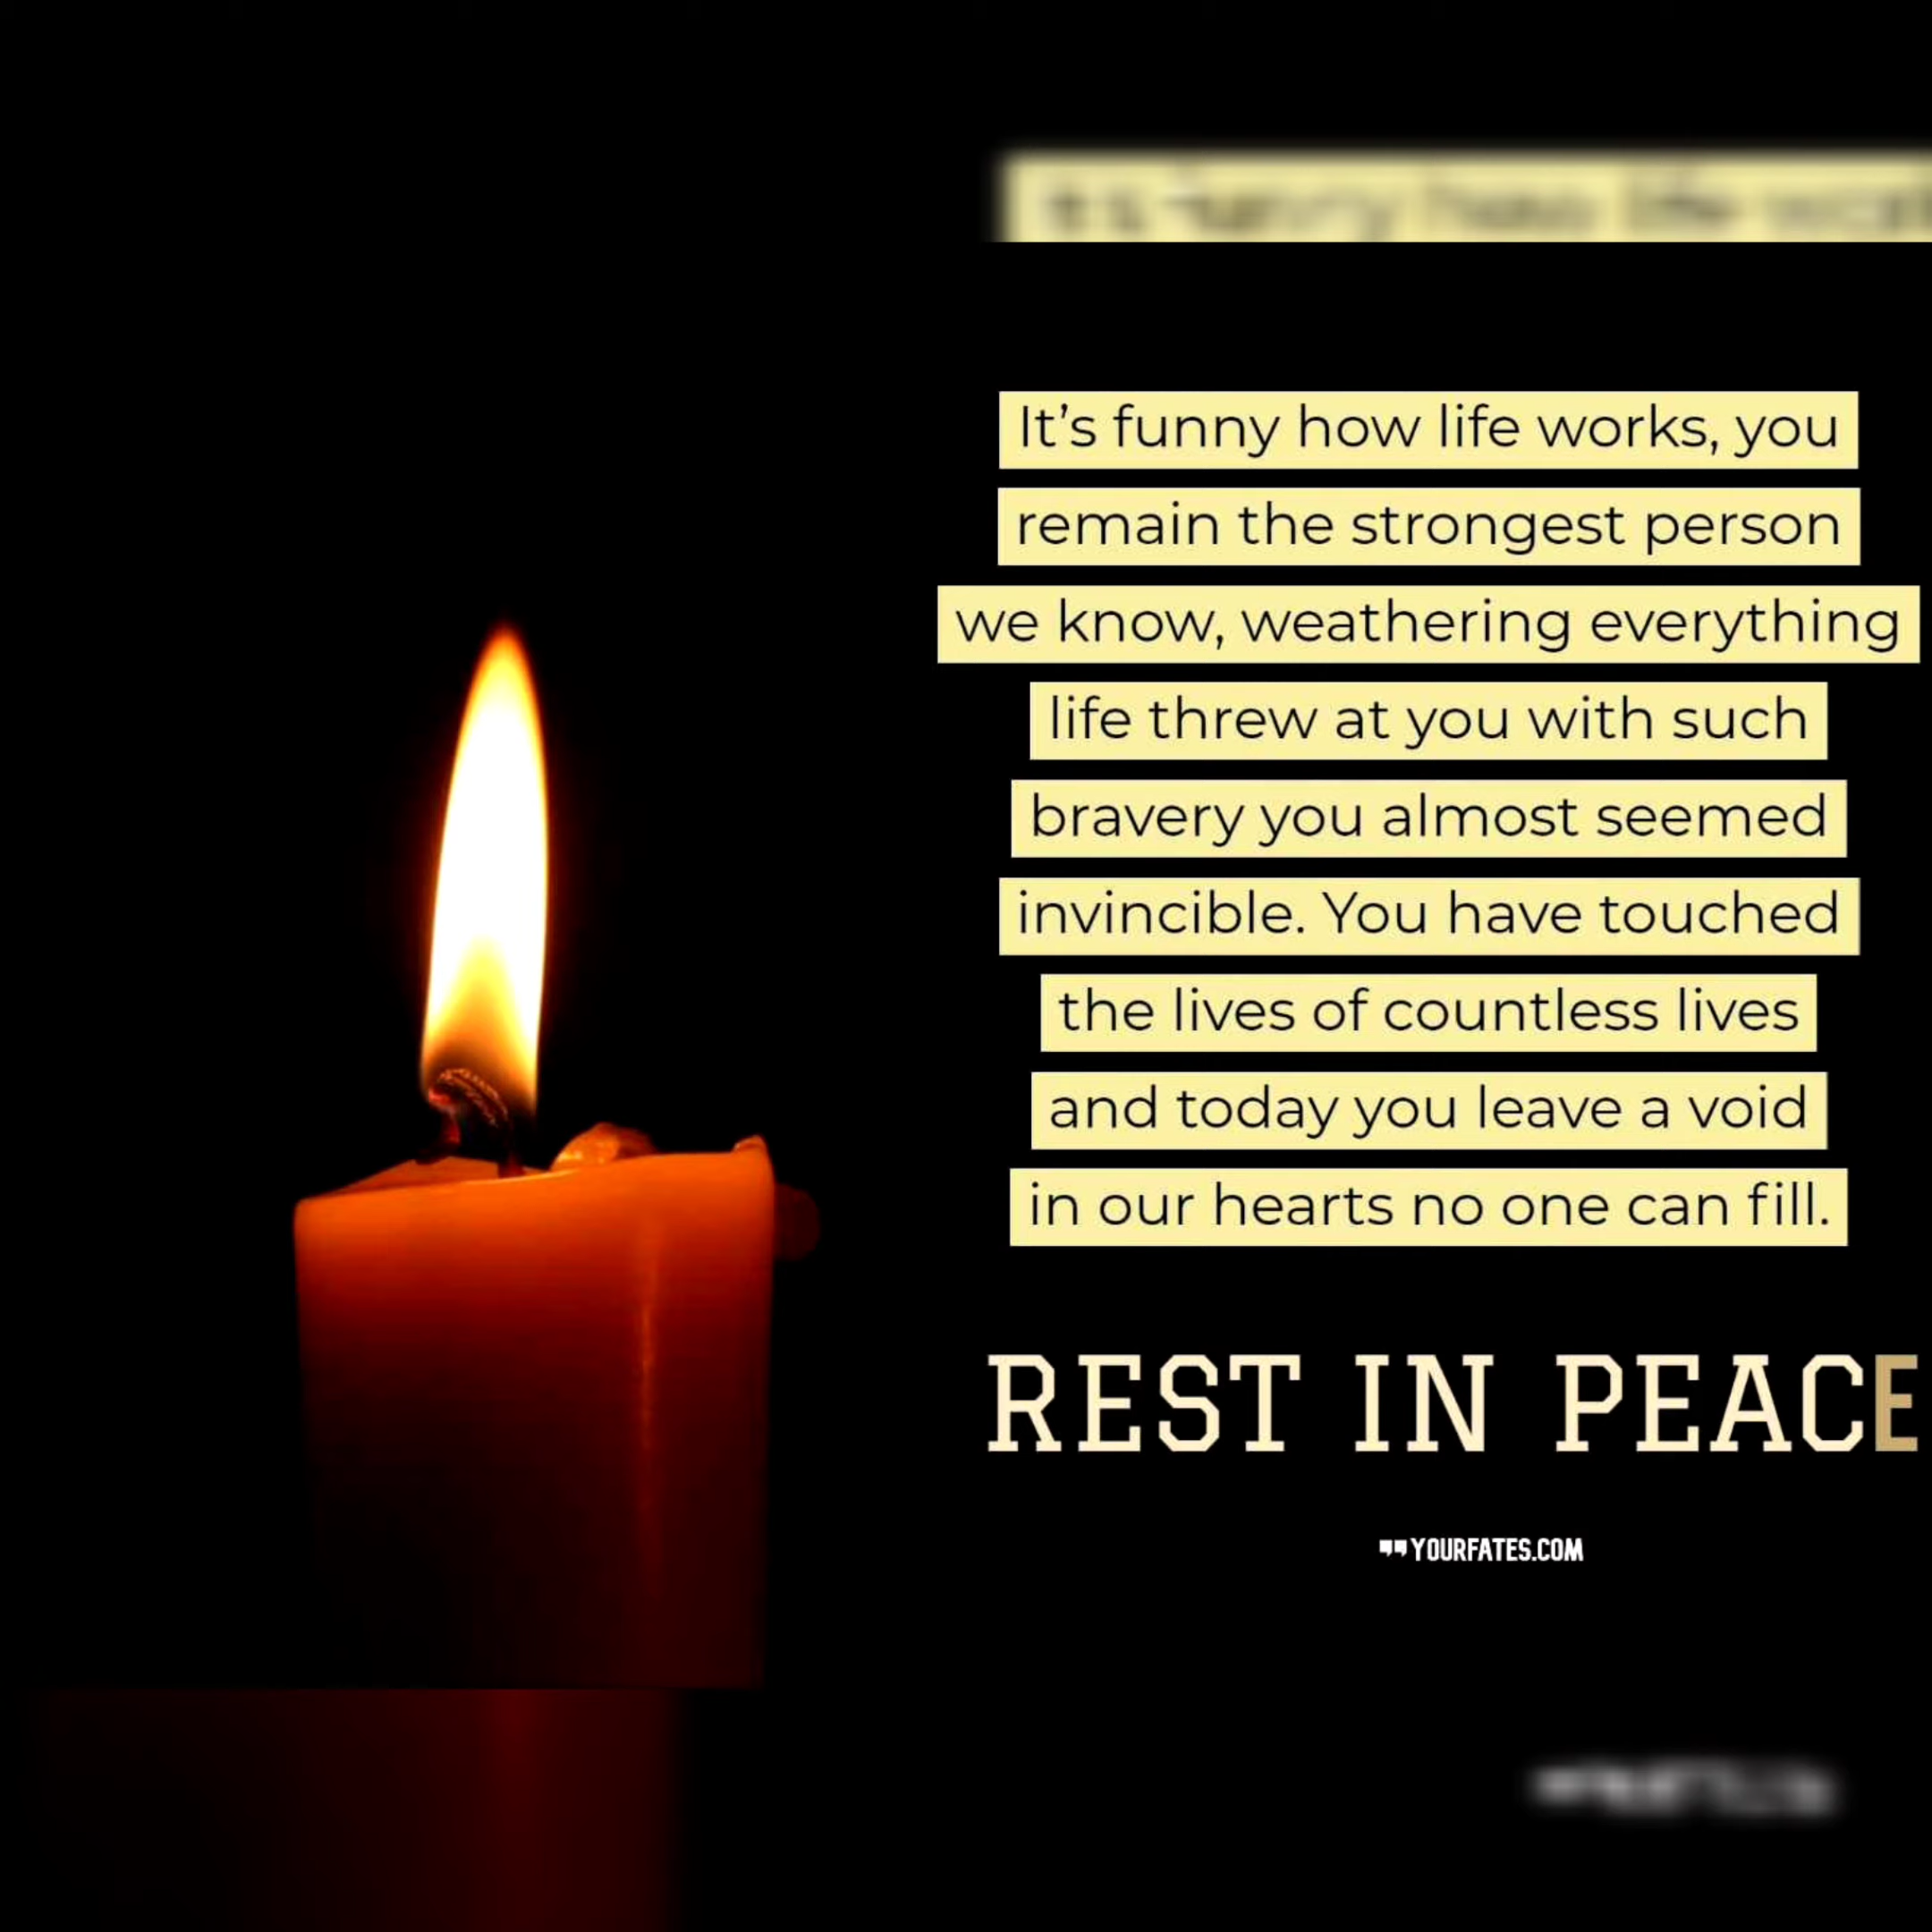 It’s funny how life works, you
remain the strongest person
we know, weathering everything
life threw at you with such
bravery you almost seemed
invincible. You have touched
the lives of countless lives
and today you leave a void
in our hearts no one can fill.
REST IN PEACE
YOURFATES.COM